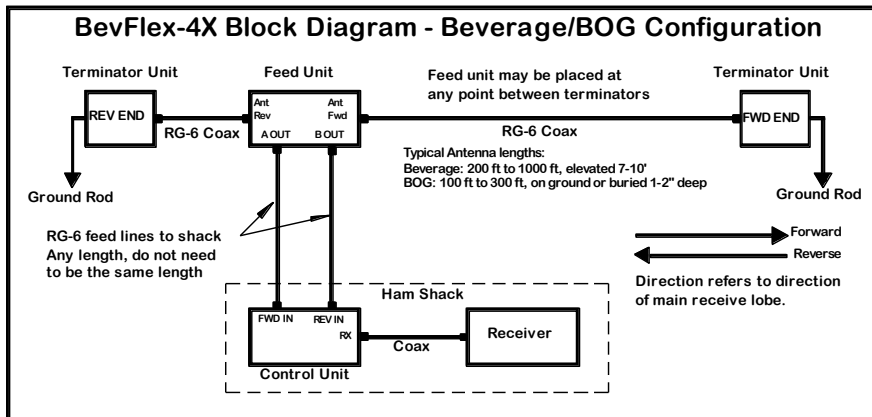 BevFlex-4X Block Diagram - Beverage/BOG Configuration
Terminator Unit
Feed Unit
Feed unit may be placed at
any point between terminators
Terminator Unit
REV END
Ant
Rev
Ant
Fwd
A OUT
B OUT
FWD END
RG-6 Coax
RG-6 Coax
Typical Antenna lengths:
Beverage: 200 ft to 1000 ft, elevated 7-10'
BOG: 100 ft to 300 ft, on ground or buried 1-2" deep
Ground Rod
Ground Rod
RG-6 feed lines to shack
Any length, do not need
to be the same length
Forward
Reverse
Direction refers to direction
of main receive lobe.
Ham Shack
FWD IN
REV IN
RX
Coax
Receiver
Control Unit